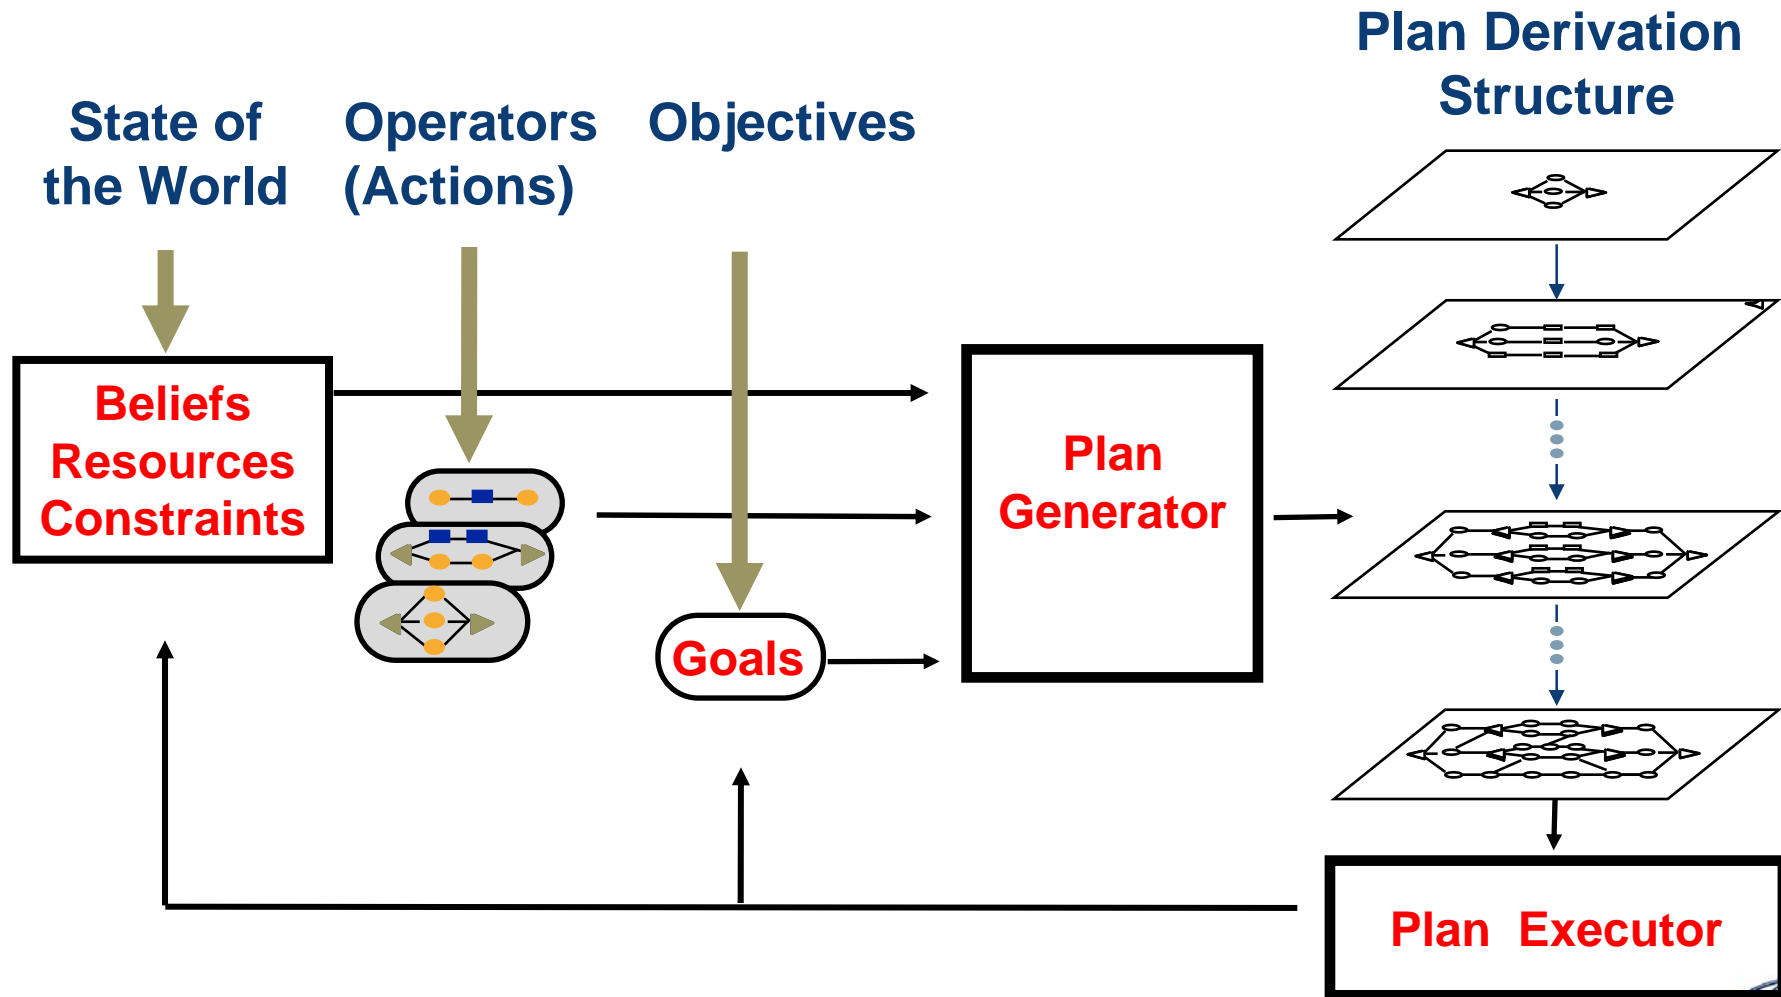 Plan Derivation
Structure
State of
the World
Operators
(Actions)
Objectives
Beliefs
Resources
Constraints
Goals
Plan
Generator
Plan Executor